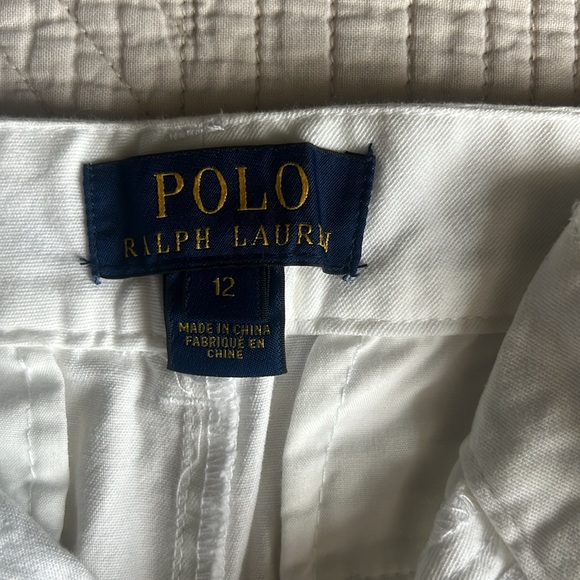 POLO
RALPH LAUREN
12
MADE IN CHINA
FABRIQUÉ EN
CHINE